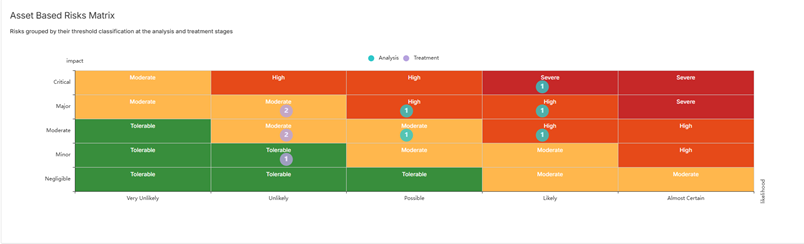 Asset Based Risks Matrix
Risks grouped by their threshold classification at the analysis and treatment stages
Analysis Treatment
impact
Critical Moderate High High Severe Severe
1
Major Moderate Moderate High High Severe
2 1 1
Moderate Tolerable Moderate Moderate High High
2 1 1
Minor Tolerable Tolerable Moderate Moderate High
1
Negligible Tolerable Tolerable Tolerable Moderate Moderate
Very Unlikely Unlikely Possible Likely Almost Certain
likelihood